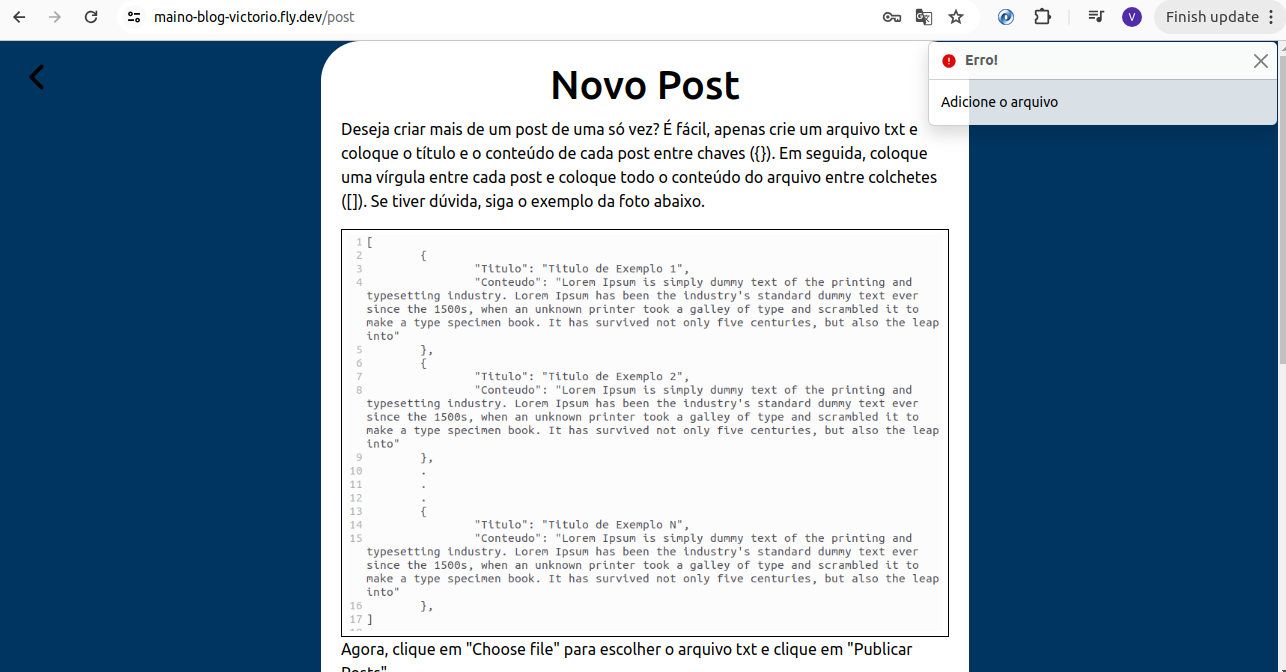 maino-blog-victorio.fly.dev/post
V
Finish update
Erro!
Adicione o arquivo
Novo Post
Deseja criar mais de um post de uma só vez? É fácil, apenas crie um arquivo txt e
coloque o título e o conteúdo de cada post entre chaves ({}). Em seguida, coloque
uma vírgula entre cada post e coloque todo o conteúdo do arquivo entre colchetes
([]). Se tiver dúvida, siga o exemplo da foto abaixo.
1 [
2 {
3 "Titulo": "Titulo de Exemplo 1",
4 "Conteudo": "Lorem Ipsum is simply dummy text of the printing and
typesetting industry. Lorem Ipsum has been the industry's standard dummy text ever
since the 1500s, when an unknown printer took a galley of type and scrambled it to
make a type specimen book. It has survived not only five centuries, but also the leap
into"
5 },
6 {
7 "Titulo": "Titulo de Exemplo 2",
8 "Conteudo": "Lorem Ipsum is simply dummy text of the printing and
typesetting industry. Lorem Ipsum has been the industry's standard dummy text ever
since the 1500s, when an unknown printer took a galley of type and scrambled it to
make a type specimen book. It has survived not only five centuries, but also the leap
into"
9 },
10 .
11 .
12 .
13 {
14 "Titulo": "Titulo de Exemplo N",
15 "Conteudo": "Lorem Ipsum is simply dummy text of the printing and
typesetting industry. Lorem Ipsum has been the industry's standard dummy text ever
since the 1500s, when an unknown printer took a galley of type and scrambled it to
make a type specimen book. It has survived not only five centuries, but also the leap
into"
16 },
17 ]
Agora, clique em "Choose file" para escolher o arquivo txt e clique em "Publicar
Posts"